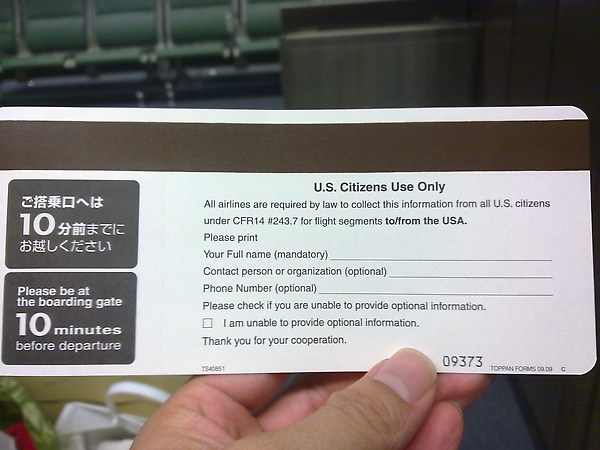 ご搭乗口へは
10分前までに
お越しください
Please be at
the boarding gate
10 minutes
before departure
U.S. Citizens Use Only
All airlines are required by law to collect this information from all U.S. citizens
under CFR14 #243.7 for flight segments to/from the USA.
Please print
Your Full name (mandatory)
Contact person or organization (optional)
Phone Number (optional)
Please check if you are unable to provide optional information.
I am unable to provide optional information.
Thank you for your cooperation.
TS40851
09373
TOPPAN FORMS 09.09 C